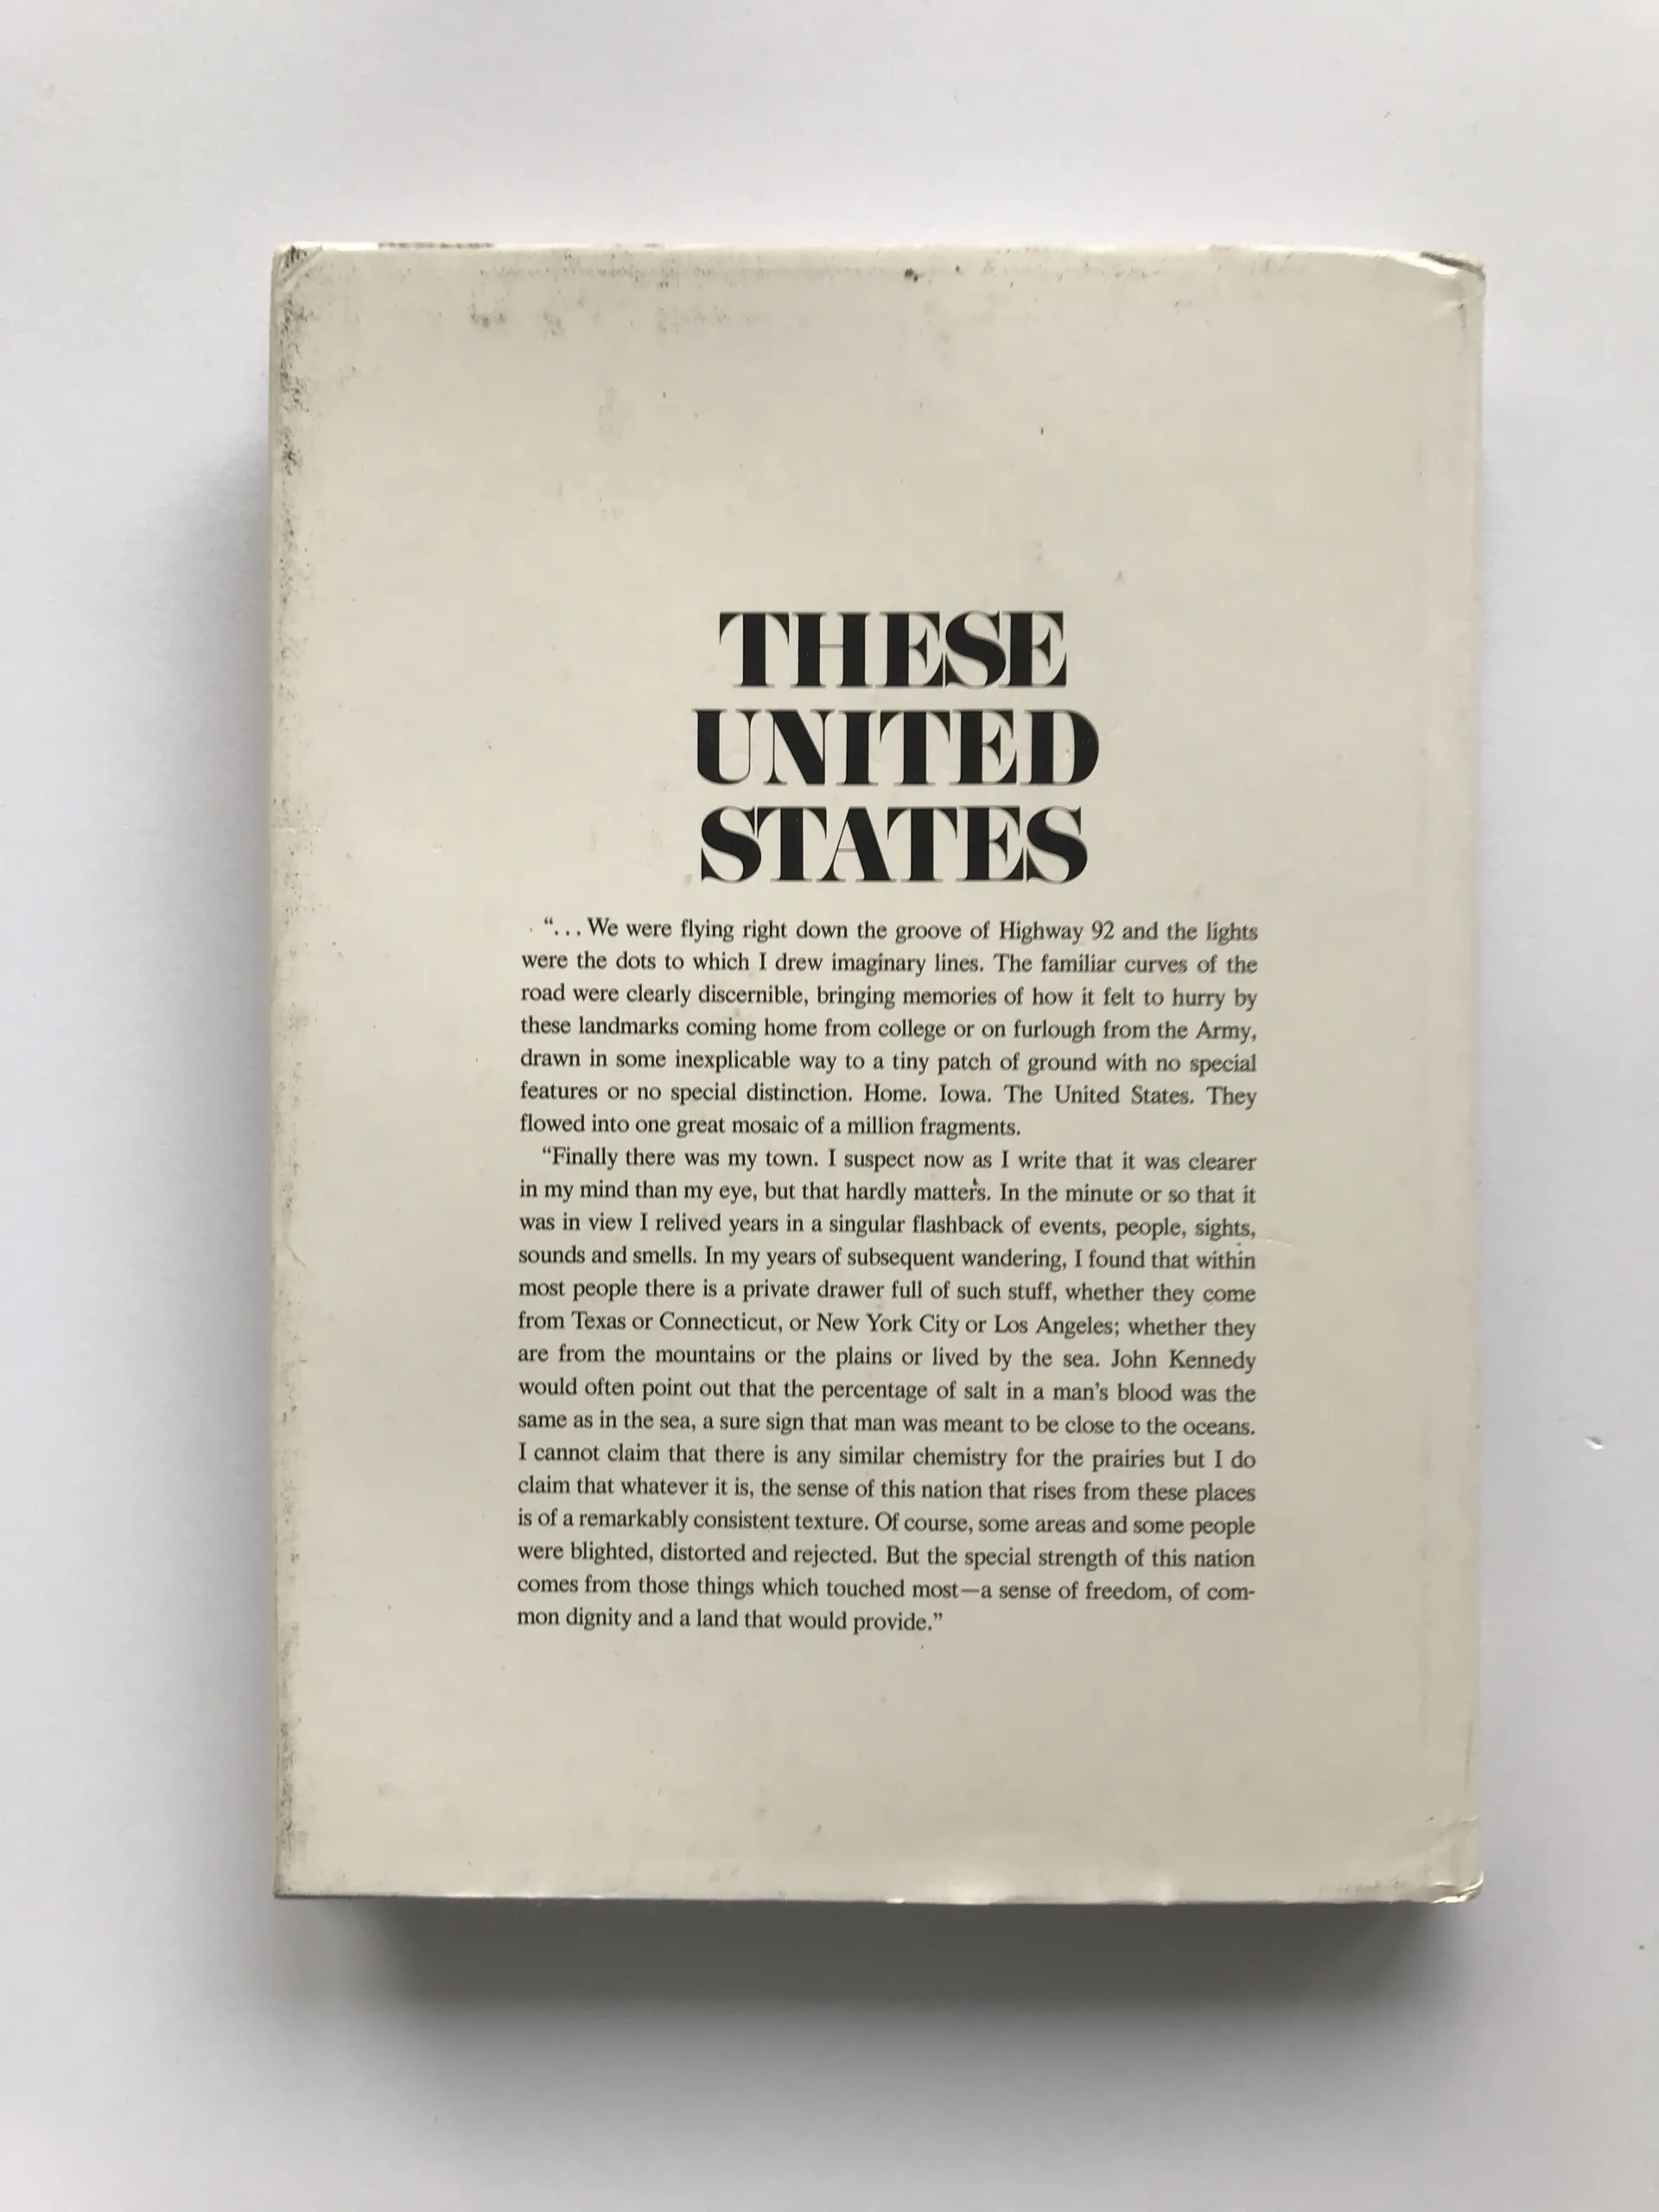 THESE
UNITED
STATES
“... We were flying right down the groove of Highway 92 and the lights
were the dots to which I drew imaginary lines. The familiar curves of the
road were clearly discernible, bringing memories of how it felt to hurry by
these landmarks coming home from college or on furlough from the Army,
drawn in some inexplicable way to a tiny patch of ground with no special
features or no special distinction. Home. Iowa. The United States. They
flowed into one great mosaic of a million fragments.
“Finally there was my town. I suspect now as I write that it was clearer
in my mind than my eye, but that hardly matters. In the minute or so that it
was in view I relived years in a singular flashback of events, people, sights,
sounds and smells. In my years of subsequent wandering, I found that within
most people there is a private drawer full of such stuff, whether they come
from Texas or Connecticut, or New York City or Los Angeles; whether they
are from the mountains or the plains or lived by the sea. John Kennedy
would often point out that the percentage of salt in a man’s blood was the
same as in the sea, a sure sign that man was meant to be close to the oceans.
I cannot claim that there is any similar chemistry for the prairies but I do
claim that whatever it is, the sense of this nation that rises from these places
is of a remarkably consistent texture. Of course, some areas and some people
were blighted, distorted and rejected. But the special strength of this nation
comes from those things which touched most—a sense of freedom, of com-
mon dignity and a land that would provide.”